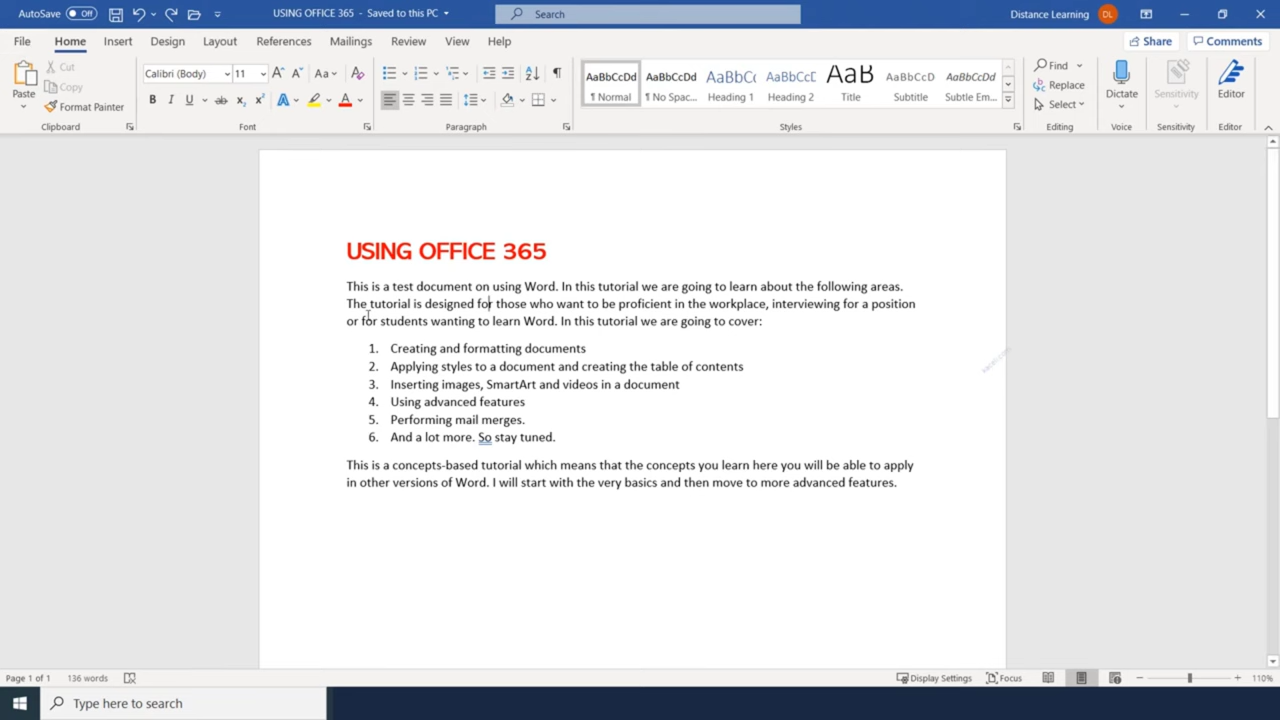 AutoSave Off USING OFFICE 365 - Saved to this PC Search Distance Learning DL
File Home Insert Design Layout References Mailings Review View Help Share Comments
Paste Cut Copy Format Painter
Calibri (Body) 11 Aa
B I U ab x₂ x² A A
AaBbCcDd AaBbCcDd AaBbCc AaBbCcD AaB AaBbCcD AaBbCcDd
¶ Normal ¶ No Spac... Heading 1 Heading 2 Title Subtitle Subtle Em...
Find Replace Select
Dictate Sensitivity Editor
Clipboard Font Paragraph Styles Editing Voice Sensitivity Editor
USING OFFICE 365
This is a test document on using Word. In this tutorial we are going to learn about the following areas.
The tutorial is designed for those who want to be proficient in the workplace, interviewing for a position
or for students wanting to learn Word. In this tutorial we are going to cover:
1. Creating and formatting documents
2. Applying styles to a document and creating the table of contents
3. Inserting images, SmartArt and videos in a document
4. Using advanced features
5. Performing mail merges.
6. And a lot more. So stay tuned.
This is a concepts-based tutorial which means that the concepts you learn here you will be able to apply
in other versions of Word. I will start with the very basics and then move to more advanced features.
Page 1 of 1 136 words Display Settings Focus 110%
Type here to search